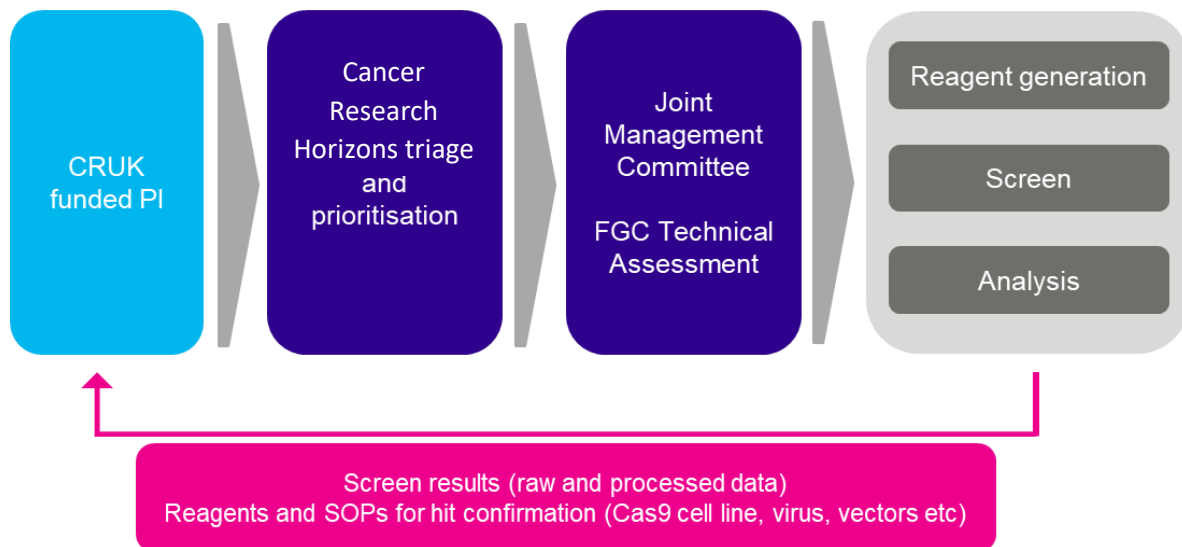 CRUK
funded PI
Cancer
Research
Horizons triage
and
prioritisation
Joint
Management
Committee
FGC Technical
Assessment
Reagent generation
Screen
Analysis
Screen results (raw and processed data)
Reagents and SOPs for hit confirmation (Cas9 cell line, virus, vectors etc)